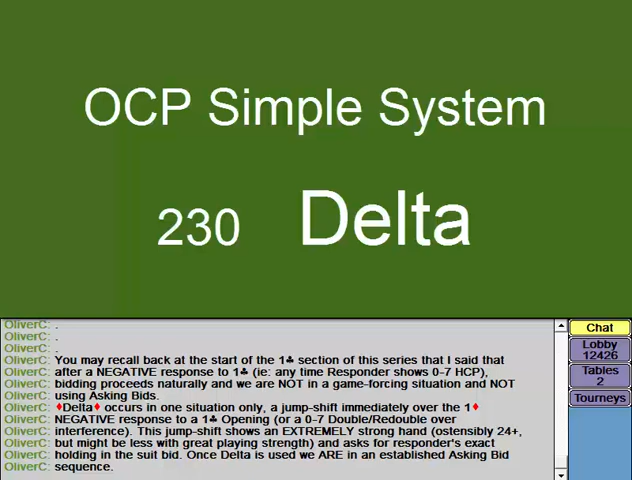 OCP Simple System
230 Delta
OliverC: .
OliverC: .
OliverC: .
OliverC: You may recall back at the start of the 1♣ section of this series that I said that
OliverC: after a NEGATIVE response to 1♣ (ie: any time Responder shows 0-7 HCP),
OliverC: bidding proceeds naturally and we are NOT in a game-forcing situation and NOT
OliverC: using Asking Bids.
OliverC: ♦Delta♦ occurs in one situation only, a jump-shift immediately over the 1♦
OliverC: NEGATIVE response to a 1♣ Opening (or a 0-7 Double/Redouble over
OliverC: interference). This jump-shift shows an EXTREMELY strong hand (ostensibly 24+,
OliverC: but might be less with great playing strength) and asks for responder's exact
OliverC: holding in the suit bid. Once Delta is used we ARE in an established Asking Bid
OliverC: sequence.
Chat
Lobby
12426
Tables
2
Tourneys